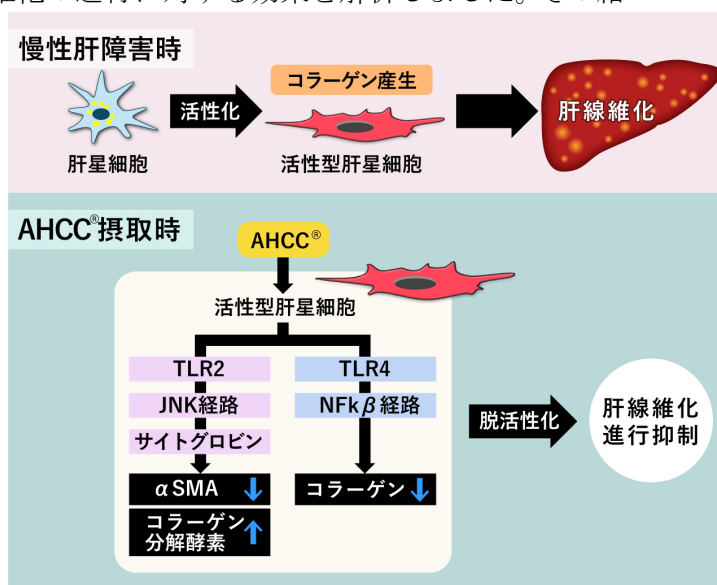 慢性肝障害時
コラーゲン産生
活性化
肝線維化
肝星細胞
活性型肝星細胞
AHCC®摂取時
AHCC®
活性型肝星細胞
TLR2
TLR4
JNK経路
NFkβ経路
サイトグロビン
αSMA ↓
コラーゲン ↓
コラーゲン
分解酵素 ↑
脱活性化
肝線維化
進行抑制